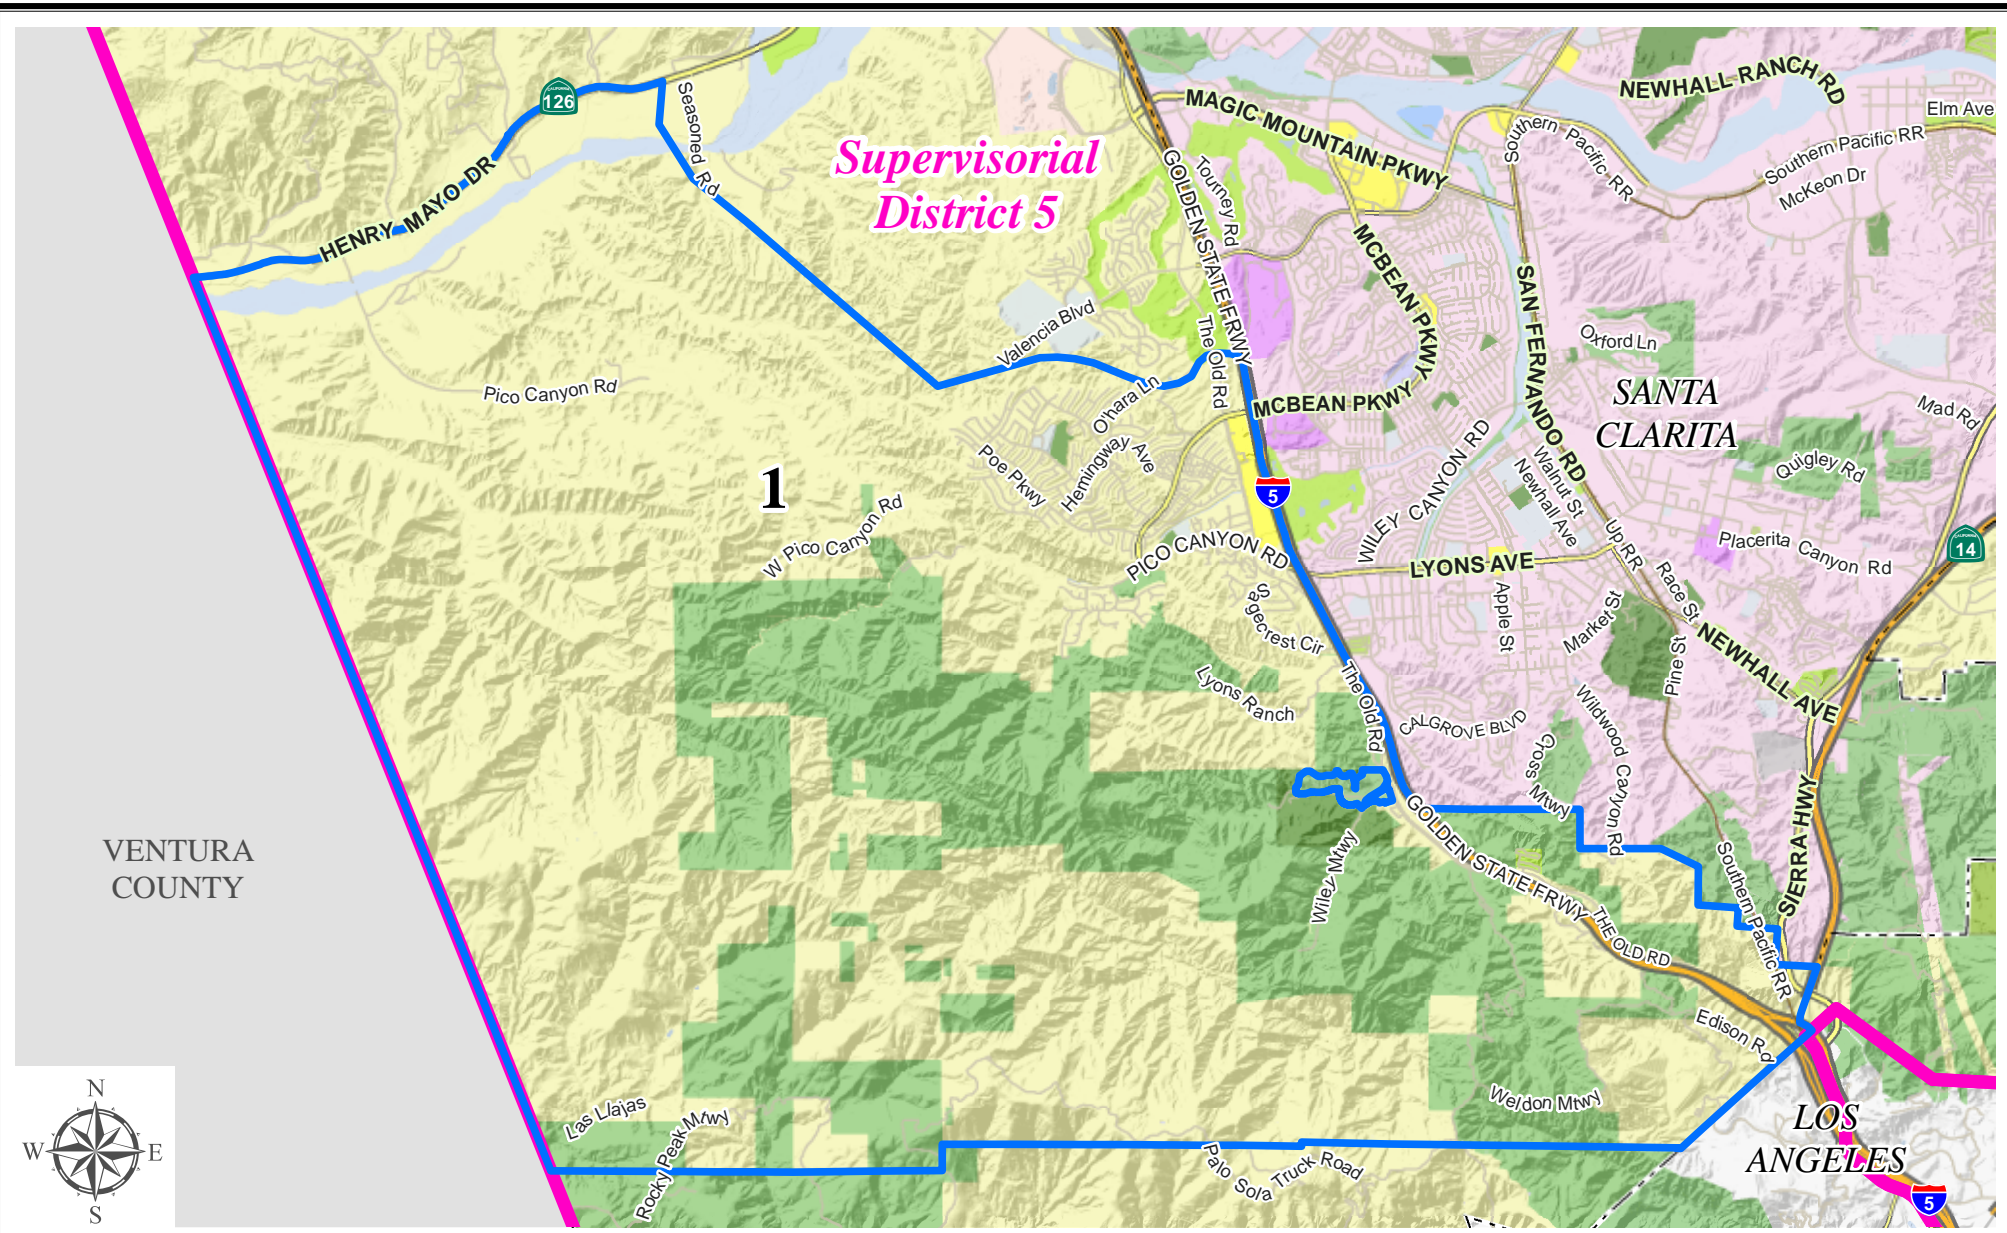 CALIFORNIA
126
Seasoned Rd
HENRY MAYO DR
Supervisorial
District 5
MAGIC MOUNTAIN PKWY
NEWHALL RANCH RD
Elm Ave
Southern Pacific RR
Southern Pacific RR
McKeon Dr
GOLDEN STATE FRWY
Tourney Rd
MCBEAN PKWY
SAN FERNANDO RD
Oxford Ln
Valencia Blvd
The Old Rd
Pico Canyon Rd
O'hara Ln
MCBEAN PKWY
SANTA
CLARITA
Mad Rd
Hemingway Ave
Poe Pkwy
WILEY CANYON RD
Walnut St
Newhall Ave
Quigley Rd
1
5
W Pico Canyon Rd
PICO CANYON RD
LYONS AVE
Up RR
Placerita Canyon Rd
CALIFORNIA
14
Sagecrest Cir
Apple St
Market St
Race St
NEWHALL AVE
Pine St
Lyons Ranch
The Old Rd
CALGROVE BLVD
Cross Mtwy
Wildwood Canyon Rd
GOLDEN STATE FRWY
SIERRA HWY
Southern Pacific RR
Wiley Mtwy
VENTURA
COUNTY
THE OLD RD
Edison Rd
Weldon Mtwy
LOS
ANGELES
Las Llajas
Rocky Peak Mtwy
Palo Sola Truck Road
5
N
W
E
S